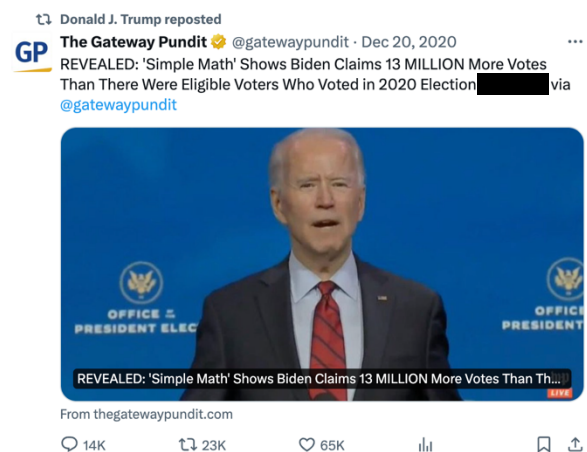 Donald J. Trump reposted
GP
The Gateway Pundit @gatewaypundit · Dec 20, 2020
REVEALED: 'Simple Math' Shows Biden Claims 13 MILLION More Votes
Than There Were Eligible Voters Who Voted in 2020 Election via
@gatewaypundit
OFFICE OF
PRESIDENT ELEC
OFFICE
PRESIDENT
REVEALED: 'Simple Math' Shows Biden Claims 13 MILLION More Votes Than Th...
LIVE
From thegatewaypundit.com
14K 23K 65K